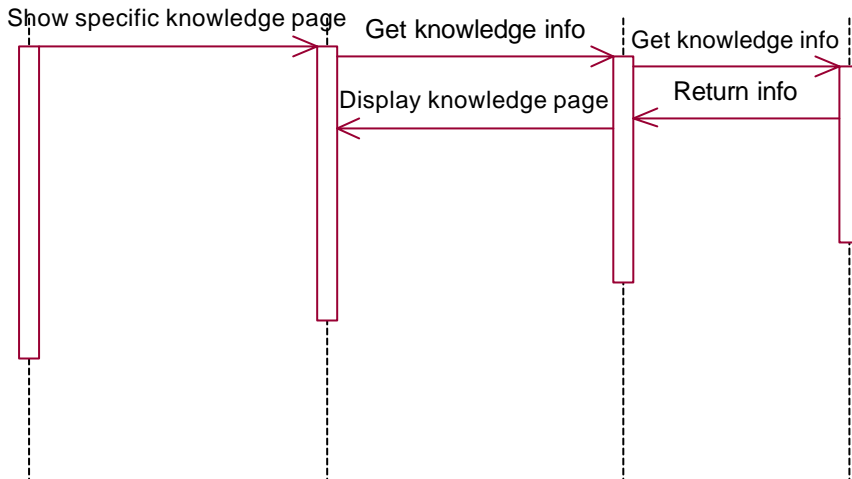 Show specific knowledge page
Get knowledge info
Get knowledge info
Return info
Display knowledge page